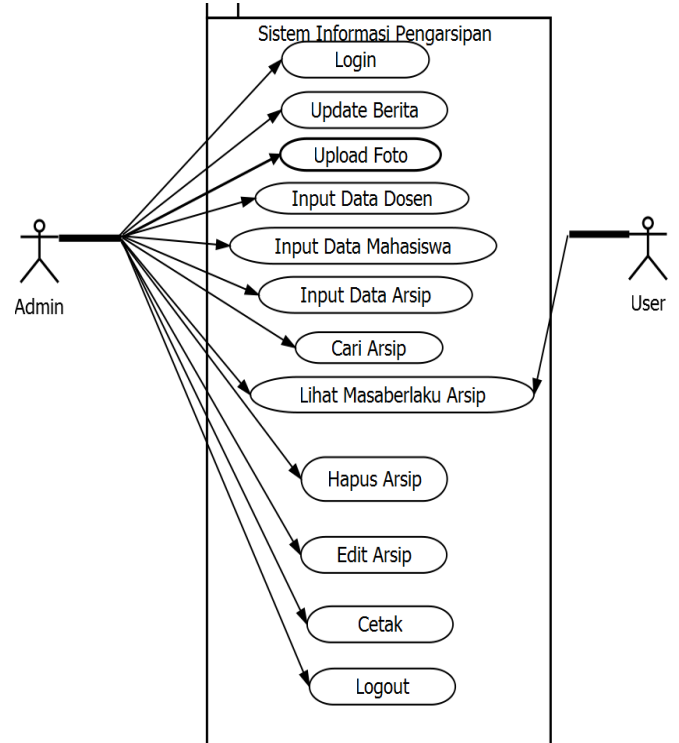 Sistem Informasi Pengarsipan
Login
Update Berita
Upload Foto
Input Data Dosen
Input Data Mahasiswa
Input Data Arsip
Cari Arsip
Lihat Masaberlaku Arsip
Hapus Arsip
Edit Arsip
Cetak
Logout
Admin
User